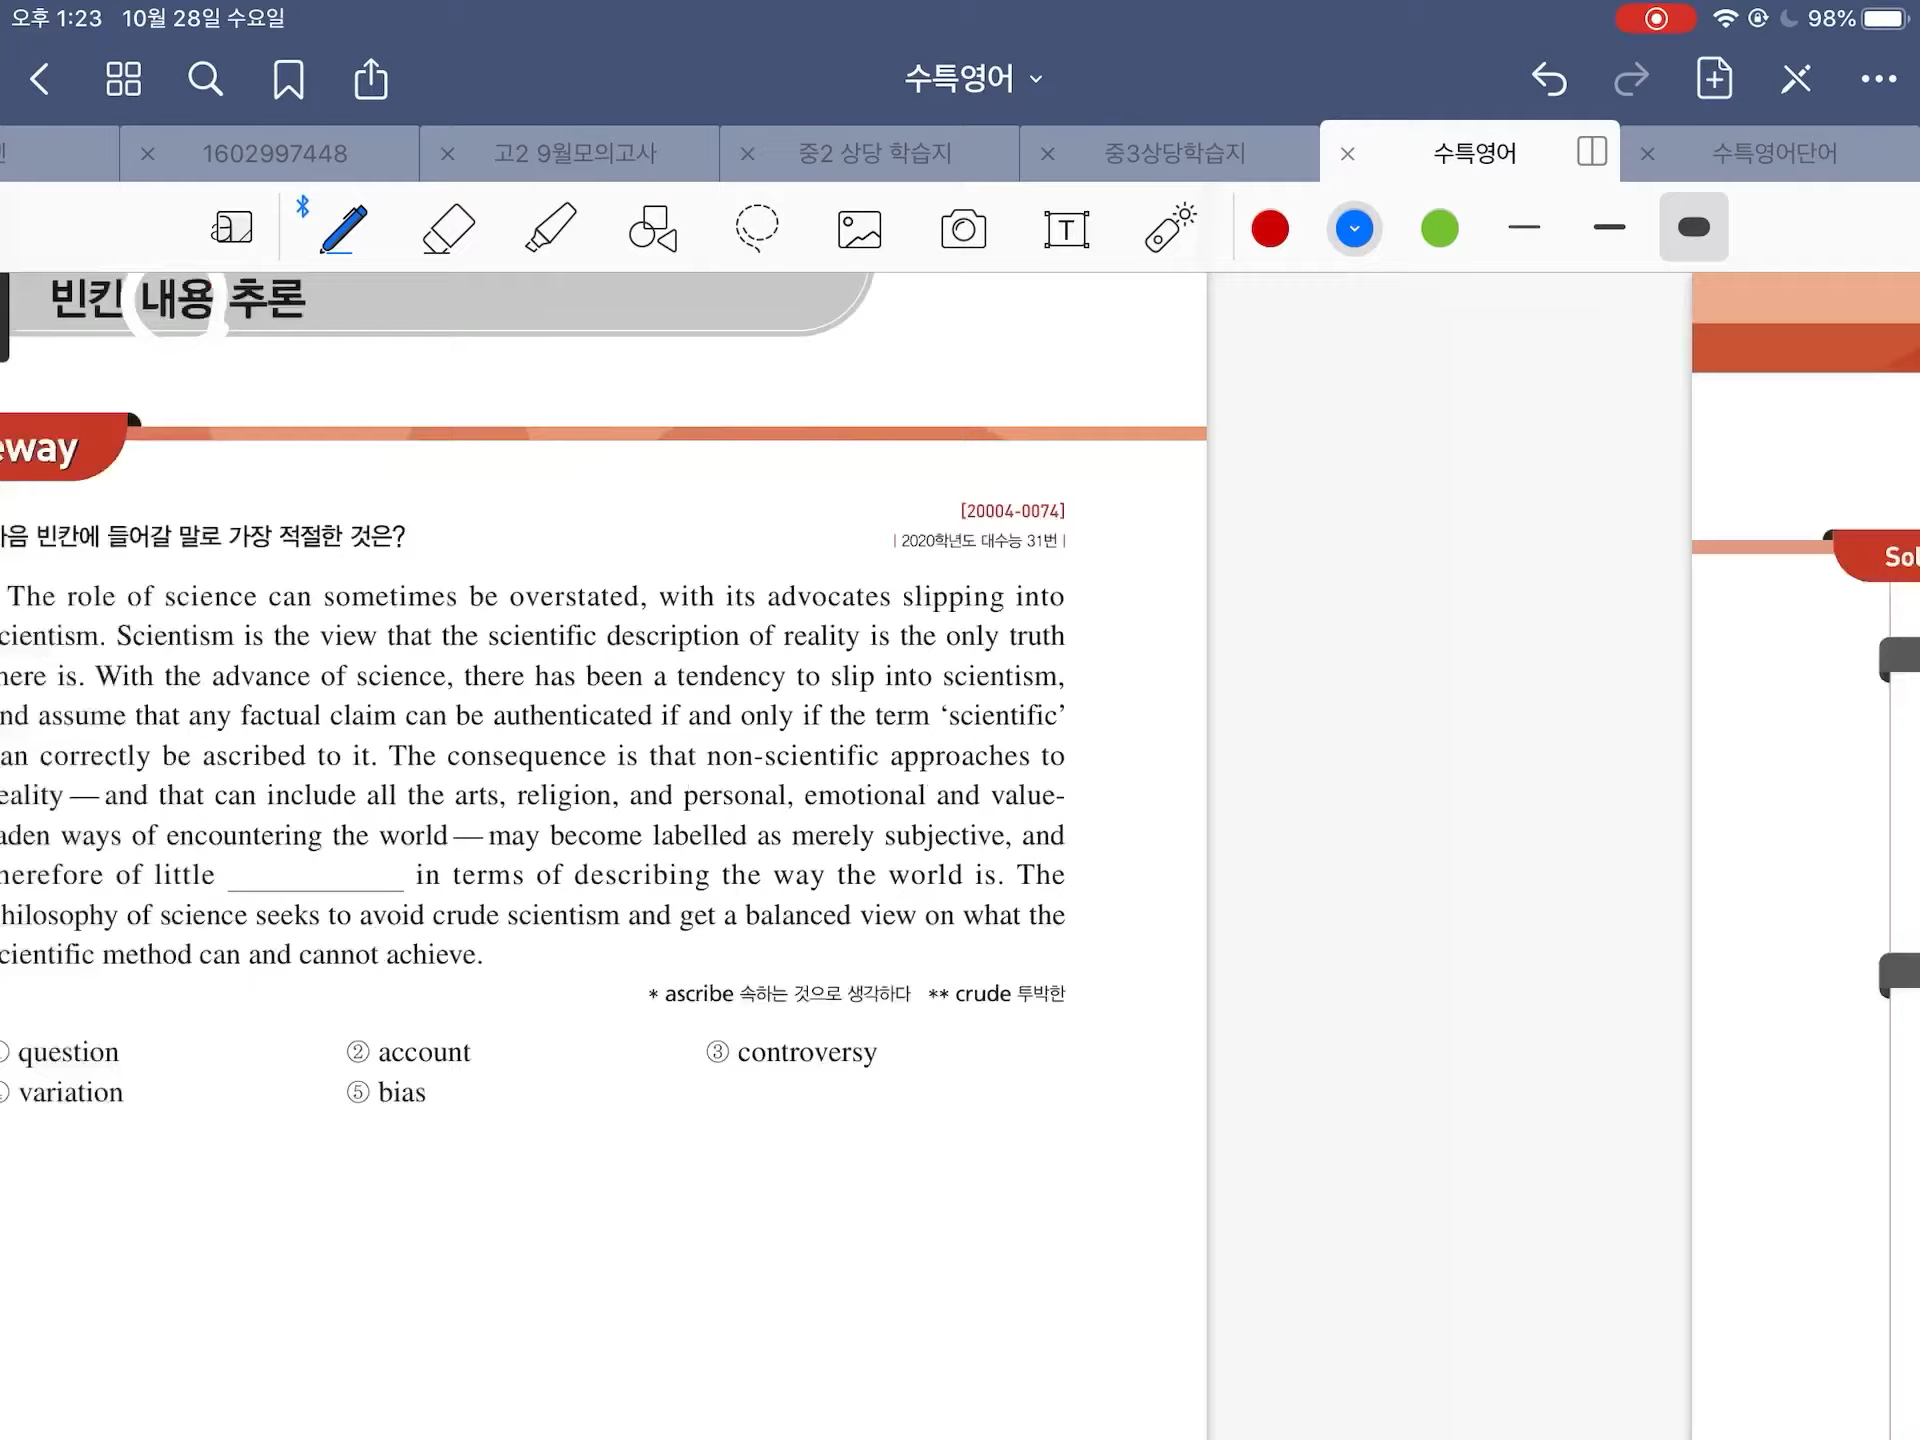 오후 1:23 10월 28일 수요일
98%
수특영어
1602997448
고2 9월모의고사
중2 상당 학습지
중3상당학습지
수특영어
수특영어단어
빈칸 내용 추론
eway
[20004-0074]
다음 빈칸에 들어갈 말로 가장 적절한 것은?
| 2020학년도 대수능 31번 |
The role of science can sometimes be overstated, with its advocates slipping into
cientism. Scientism is the view that the scientific description of reality is the only truth
here is. With the advance of science, there has been a tendency to slip into scientism,
nd assume that any factual claim can be authenticated if and only if the term ‘scientific’
an correctly be ascribed to it. The consequence is that non-scientific approaches to
eality — and that can include all the arts, religion, and personal, emotional and value-
aden ways of encountering the world — may become labelled as merely subjective, and
herefore of little ____________ in terms of describing the way the world is. The
hilosophy of science seeks to avoid crude scientism and get a balanced view on what the
cientific method can and cannot achieve.
* ascribe 속하는 것으로 생각하다 ** crude 투박한
question ② account ③ controversy
variation ⑤ bias
Sol